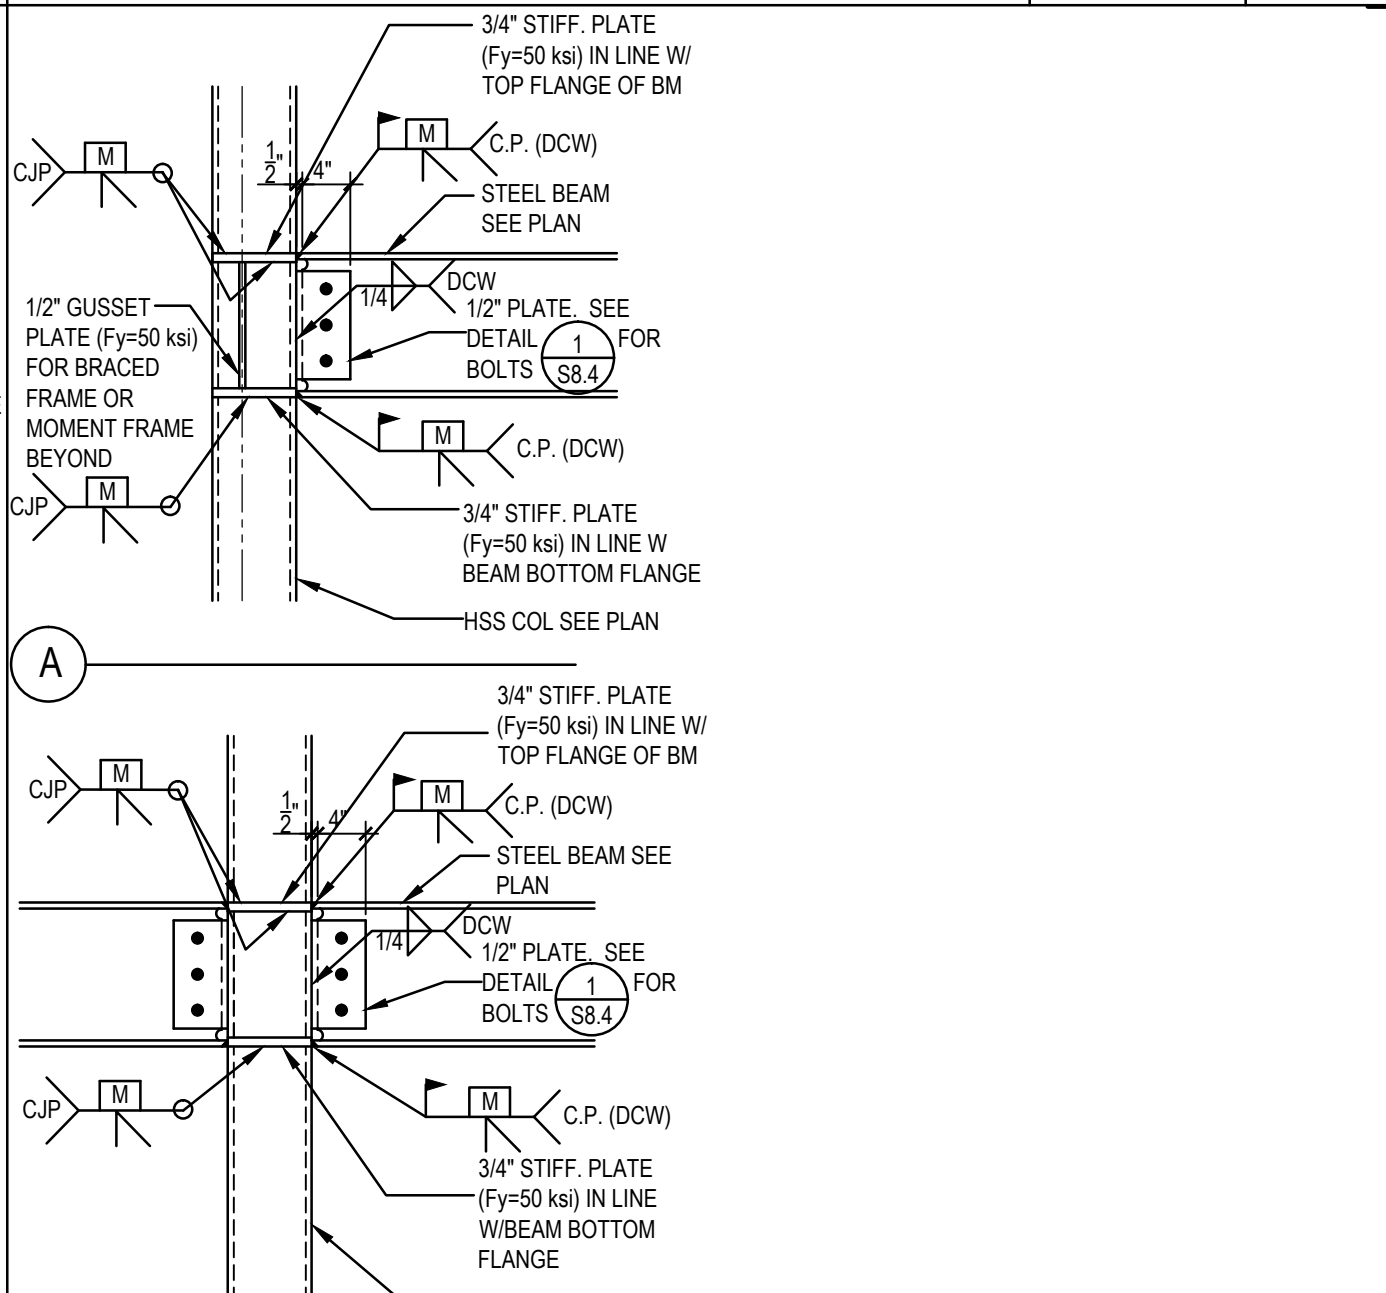 3/4" STIFF. PLATE
(Fy=50 ksi) IN LINE W/
TOP FLANGE OF BM
M
C.P. (DCW)
CJP
M
1/2"
4"
STEEL BEAM
SEE PLAN
DCW
1/4
1/2" PLATE. SEE
DETAIL 1 FOR
BOLTS S8.4
1/2" GUSSET
PLATE (Fy=50 ksi)
FOR BRACED
FRAME OR
MOMENT FRAME
BEYOND
M
C.P. (DCW)
CJP
M
3/4" STIFF. PLATE
(Fy=50 ksi) IN LINE W
BEAM BOTTOM FLANGE
HSS COL SEE PLAN
A
3/4" STIFF. PLATE
(Fy=50 ksi) IN LINE W/
TOP FLANGE OF BM
CJP
M
M
C.P. (DCW)
1/2"
4"
STEEL BEAM SEE
PLAN
DCW
1/4
1/2" PLATE. SEE
DETAIL 1 FOR
BOLTS S8.4
CJP
M
M
C.P. (DCW)
3/4" STIFF. PLATE
(Fy=50 ksi) IN LINE
W/BEAM BOTTOM
FLANGE